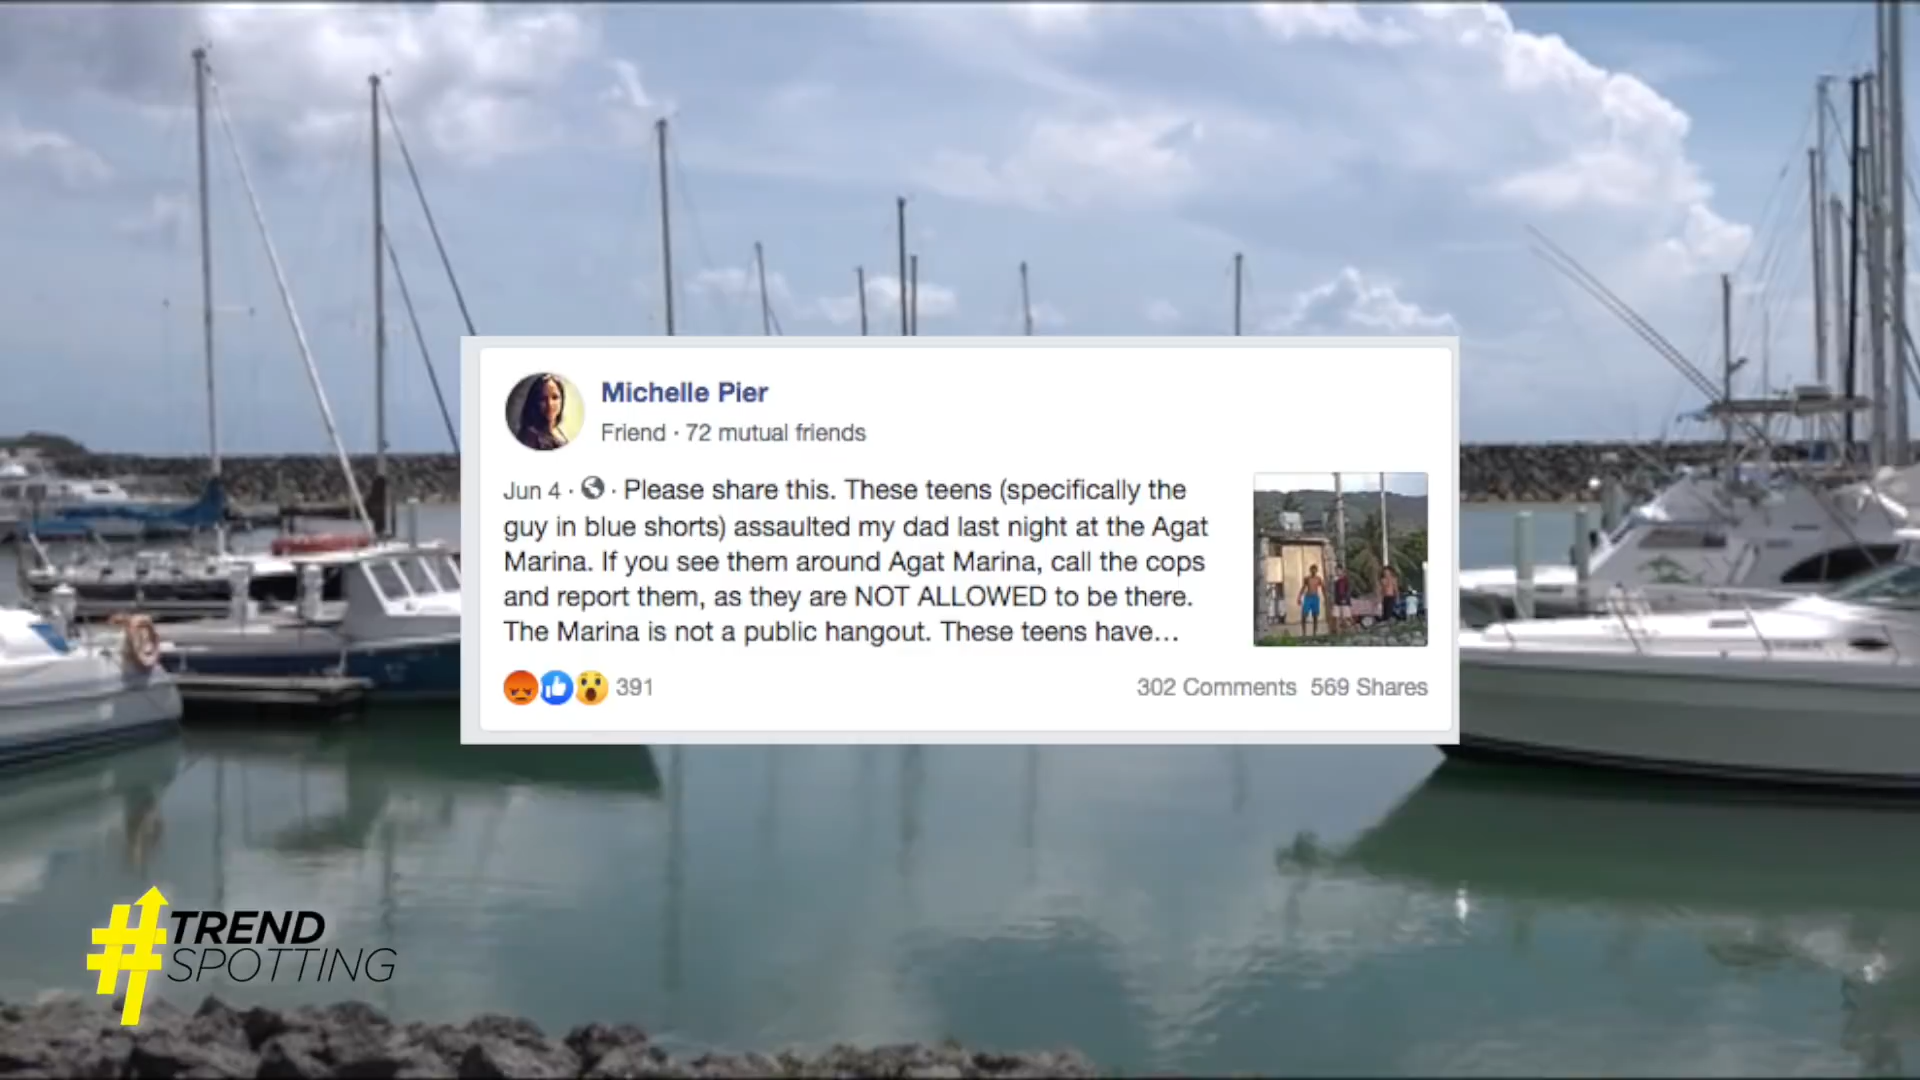 Michelle Pier
Friend · 72 mutual friends
Jun 4 · · Please share this. These teens (specifically the
guy in blue shorts) assaulted my dad last night at the Agat
Marina. If you see them around Agat Marina, call the cops
and report them, as they are NOT ALLOWED to be there.
The Marina is not a public hangout. These teens have...
391
302 Comments 569 Shares
#TREND
SPOTTING